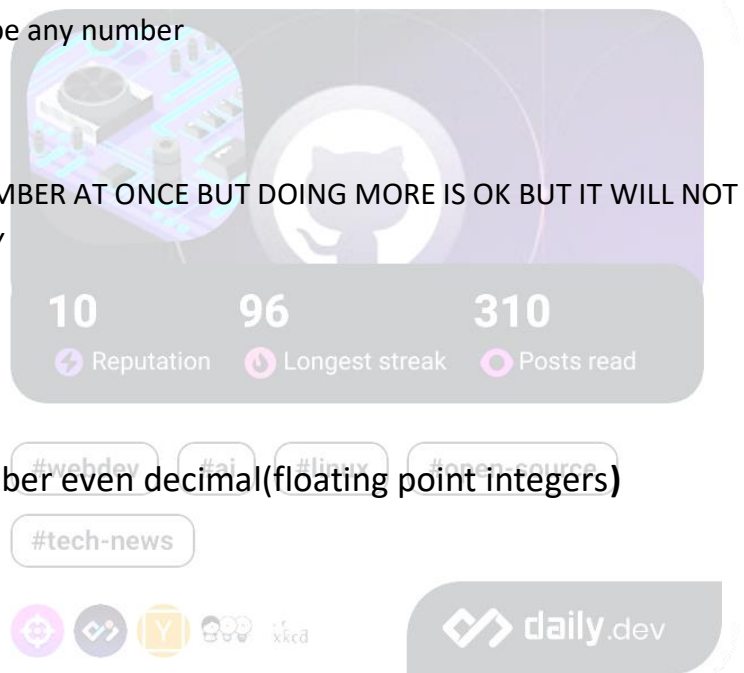 be any number
MBER AT ONCE BUT DOING MORE IS OK BUT IT WILL NOT
10 96 310
Reputation Longest streak Posts read
#webdev #ai #linux #open-source
ber even decimal(floating point integers)
#tech-news
Y xkcd daily.dev